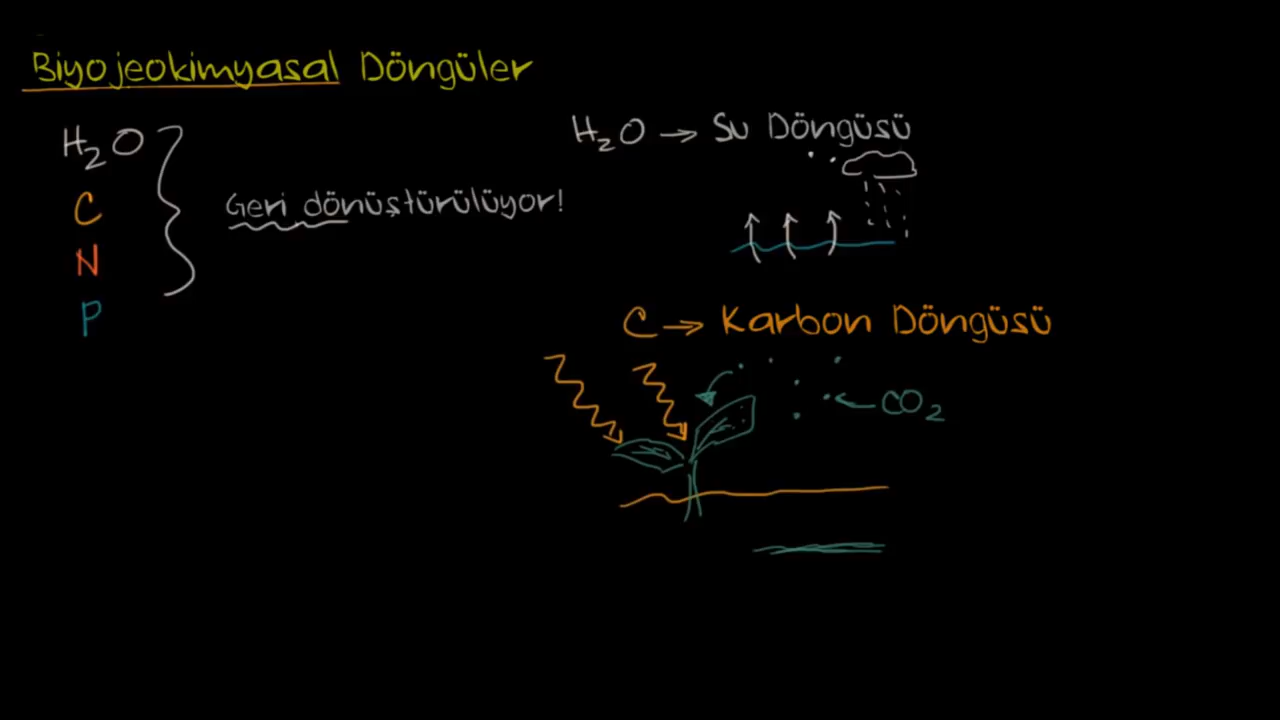 Biyojeokimyasal Döngüler
H₂O
C
N
P
Geri dönüştürülüyor!
H₂O → Su Döngüsü
C → Karbon Döngüsü
CO₂